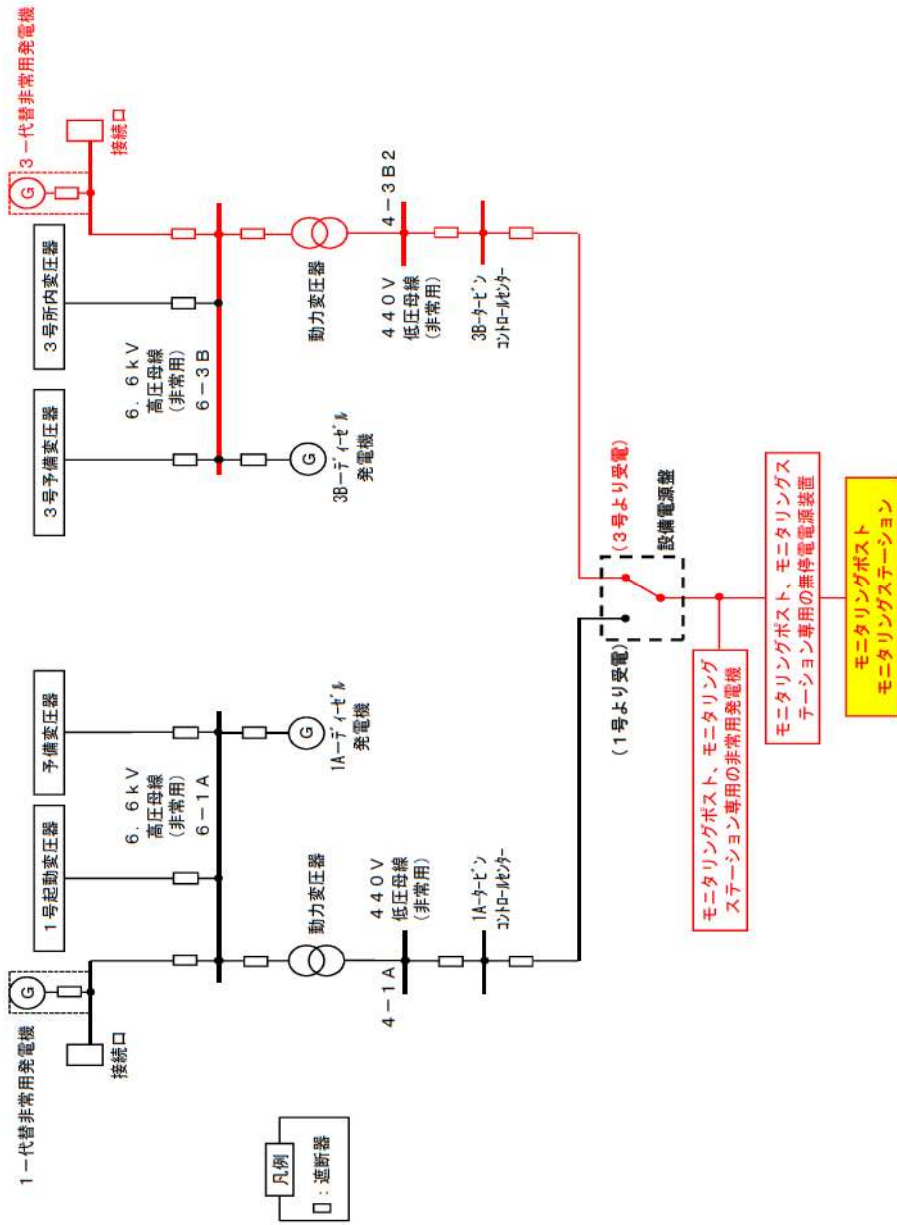 1－代替非常用発電機
接続口
G
1号起動変圧器
予備変圧器
6．6kV
高圧母線
(非常用)
6－1A
G
1A－ディーゼル
発電機
動力変圧器
440V
低圧母線
(非常用)
4－1A
1A－タービン
コントロールセンター
凡例
：遮断器
3－代替非常用発電機
接続口
G
3号予備変圧器
3号所内変圧器
6．6kV
高圧母線
(非常用)
6－3B
G
3B－ディーゼル
発電機
動力変圧器
440V
低圧母線
(非常用)
4－3B2
3B－タービン
コントロールセンター
(1号より受電)
(3号より受電)
設備電源盤
モニタリングポスト、モニタリング
ステーション専用の非常用発電機
モニタリングポスト、モニタリングス
テーション専用の無停電電源装置
モニタリングポスト
モニタリングステーション